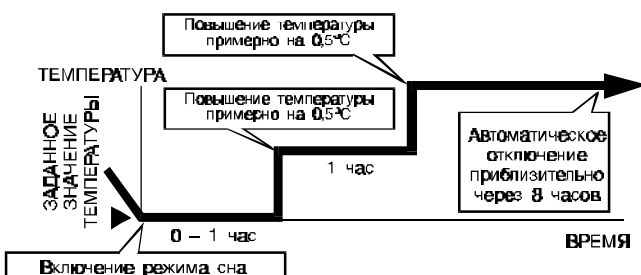 Повышение температуры
примерно на 0,5°C
ТЕМПЕРАТУРА
Повышение температуры
примерно на 0,5°C
ЗАДАННОЕ
ЗНАЧЕНИЕ
ТЕМПЕРАТУРЫ
1 час
Автоматическое
отключение
приблизительно
через 8 часов
0 – 1 час
ВРЕМЯ
Включение режима сна